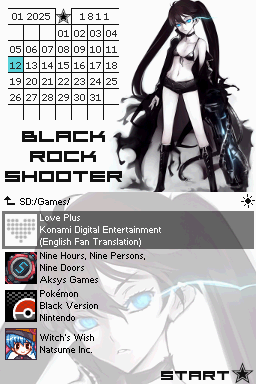 01 2025 1811
01 02 03 04
05 06 07 08 09 10 11
12 13 14 15 16 17 18
19 20 21 22 23 24 25
26 27 28 29 30 31
BLACK
ROCK
SHOOTER
SD:/Games/
Love Plus
Konami Digital Entertainment
(English Fan Translation)
Nine Hours, Nine Persons,
Nine Doors
Aksys Games
Pokémon
Black Version
Nintendo
Witch's Wish
Natsume Inc.
START